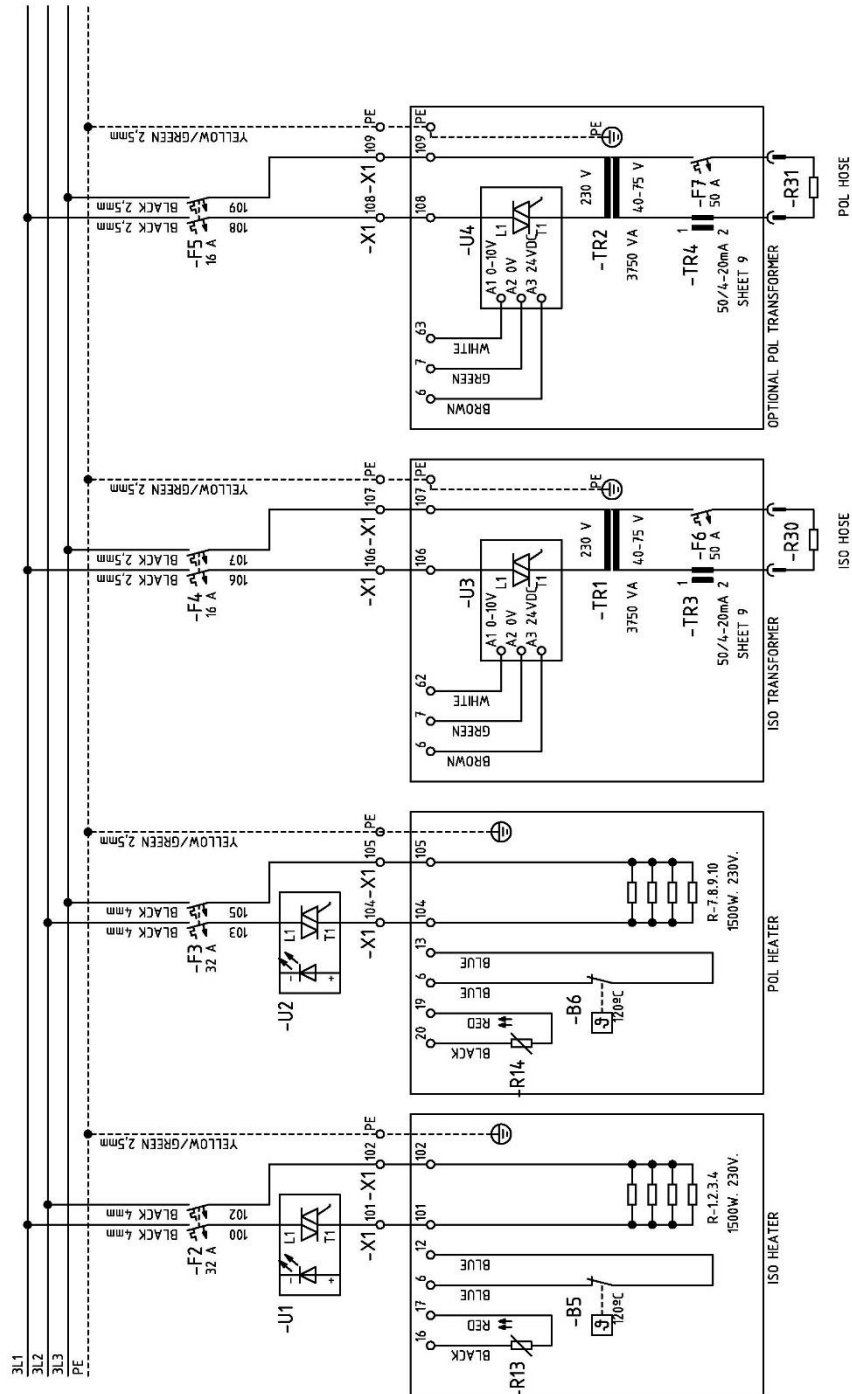 3L1
3L2
3L3
PE
-F2
32 A
BLACK 4mm
BLACK 4mm
100
102
YELLOW/GREEN 2,5mm
-U1
-
+
L1
T1
-X1
101
-X1
102
PE
16
17
6
12
101
102
BLACK
RED
BLUE
BLUE
-R13
-B5
ϑ
120ºC
R-1.2.3.4
1500W. 230V.
ISO HEATER
-F3
32 A
BLACK 4mm
BLACK 4mm
103
105
YELLOW/GREEN 2,5mm
-U2
-
+
L1
T1
-X1
104
-X1
105
PE
20
19
6
13
104
105
BLACK
RED
BLUE
BLUE
-R14
-B6
ϑ
120ºC
R-7.8.9.10
1500W. 230V.
POL HEATER
-F4
16 A
BLACK 2,5mm
BLACK 2,5mm
106
107
YELLOW/GREEN 2,5mm
-X1
106
-X1
107
PE
6
7
62
106
107
PE
BROWN
GREEN
WHITE
-U3
A1 0-10V
A2 0V
A3 24VDC
L1
T1
PE
-TR1
3750 VA
230 V
40-75 V
-TR3
1
2
50/4-20mA
SHEET 9
-F6
50 A
ISO TRANSFORMER
-R30
ISO HOSE
-F5
16 A
BLACK 2,5mm
BLACK 2,5mm
108
109
YELLOW/GREEN 2,5mm
-X1
108
-X1
109
PE
6
7
63
108
109
PE
BROWN
GREEN
WHITE
-U4
A1 0-10V
A2 0V
A3 24VDC
L1
T1
PE
-TR2
3750 VA
230 V
40-75 V
-TR4
1
2
50/4-20mA
SHEET 9
-F7
50 A
OPTIONAL POL TRANSFORMER
-R31
POL HOSE